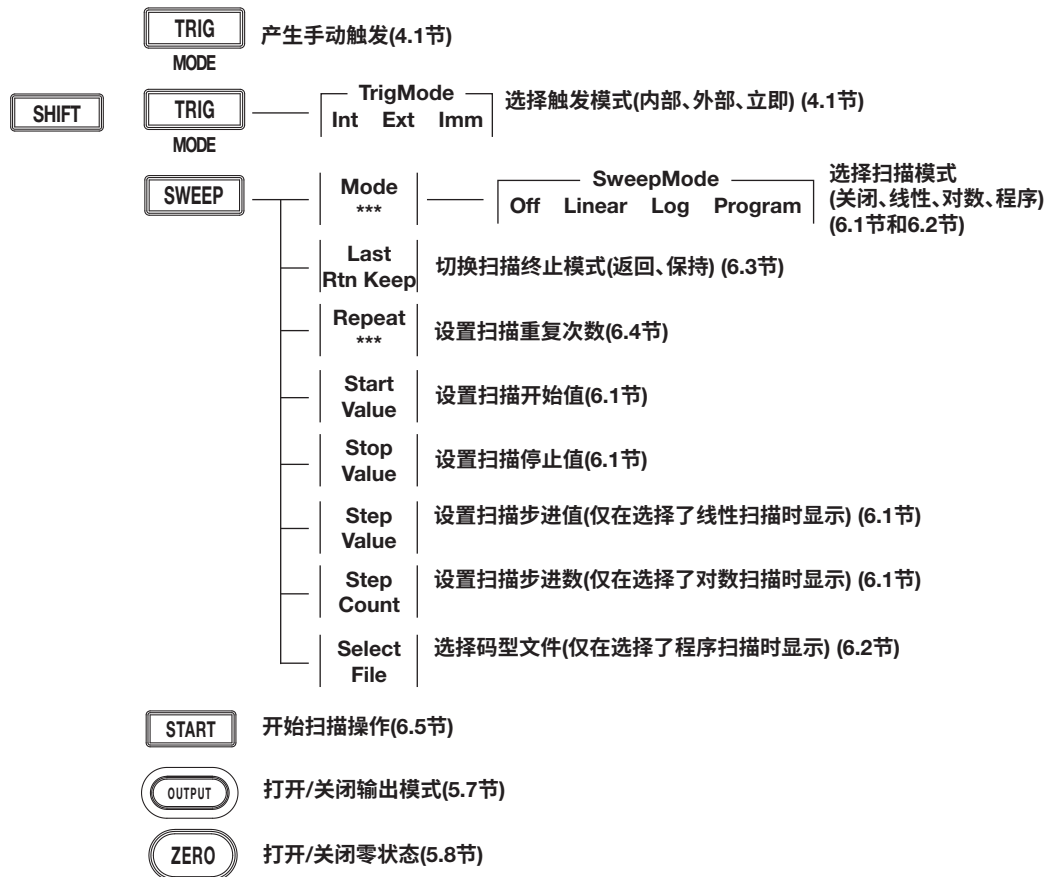 TRIG
产生手动触发(4.1节)
MODE
SHIFT
TRIG
TrigMode
Int Ext Imm
选择触发模式(内部、外部、立即) (4.1节)
MODE
SWEEP
Mode
***
SweepMode
Off Linear Log Program
选择扫描模式
(关闭、线性、对数、程序)
(6.1节和6.2节)
Last
Rtn Keep
切换扫描终止模式(返回、保持) (6.3节)
Repeat
***
设置扫描重复次数(6.4节)
Start
Value
设置扫描开始值(6.1节)
Stop
Value
设置扫描停止值(6.1节)
Step
Value
设置扫描步进值(仅在选择了线性扫描时显示) (6.1节)
Step
Count
设置扫描步进数(仅在选择了对数扫描时显示) (6.1节)
Select
File
选择码型文件(仅在选择了程序扫描时显示) (6.2节)
START
开始扫描操作(6.5节)
OUTPUT
打开/关闭输出模式(5.7节)
ZERO
打开/关闭零状态(5.8节)